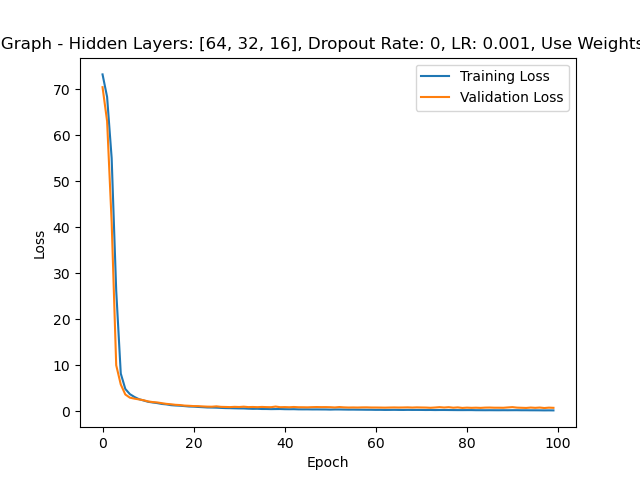 Graph - Hidden Layers: [64, 32, 16], Dropout Rate: 0, LR: 0.001, Use Weights
Training Loss
Validation Loss
70
60
50
40
30
20
10
0
Loss
0 20 40 60 80 100
Epoch